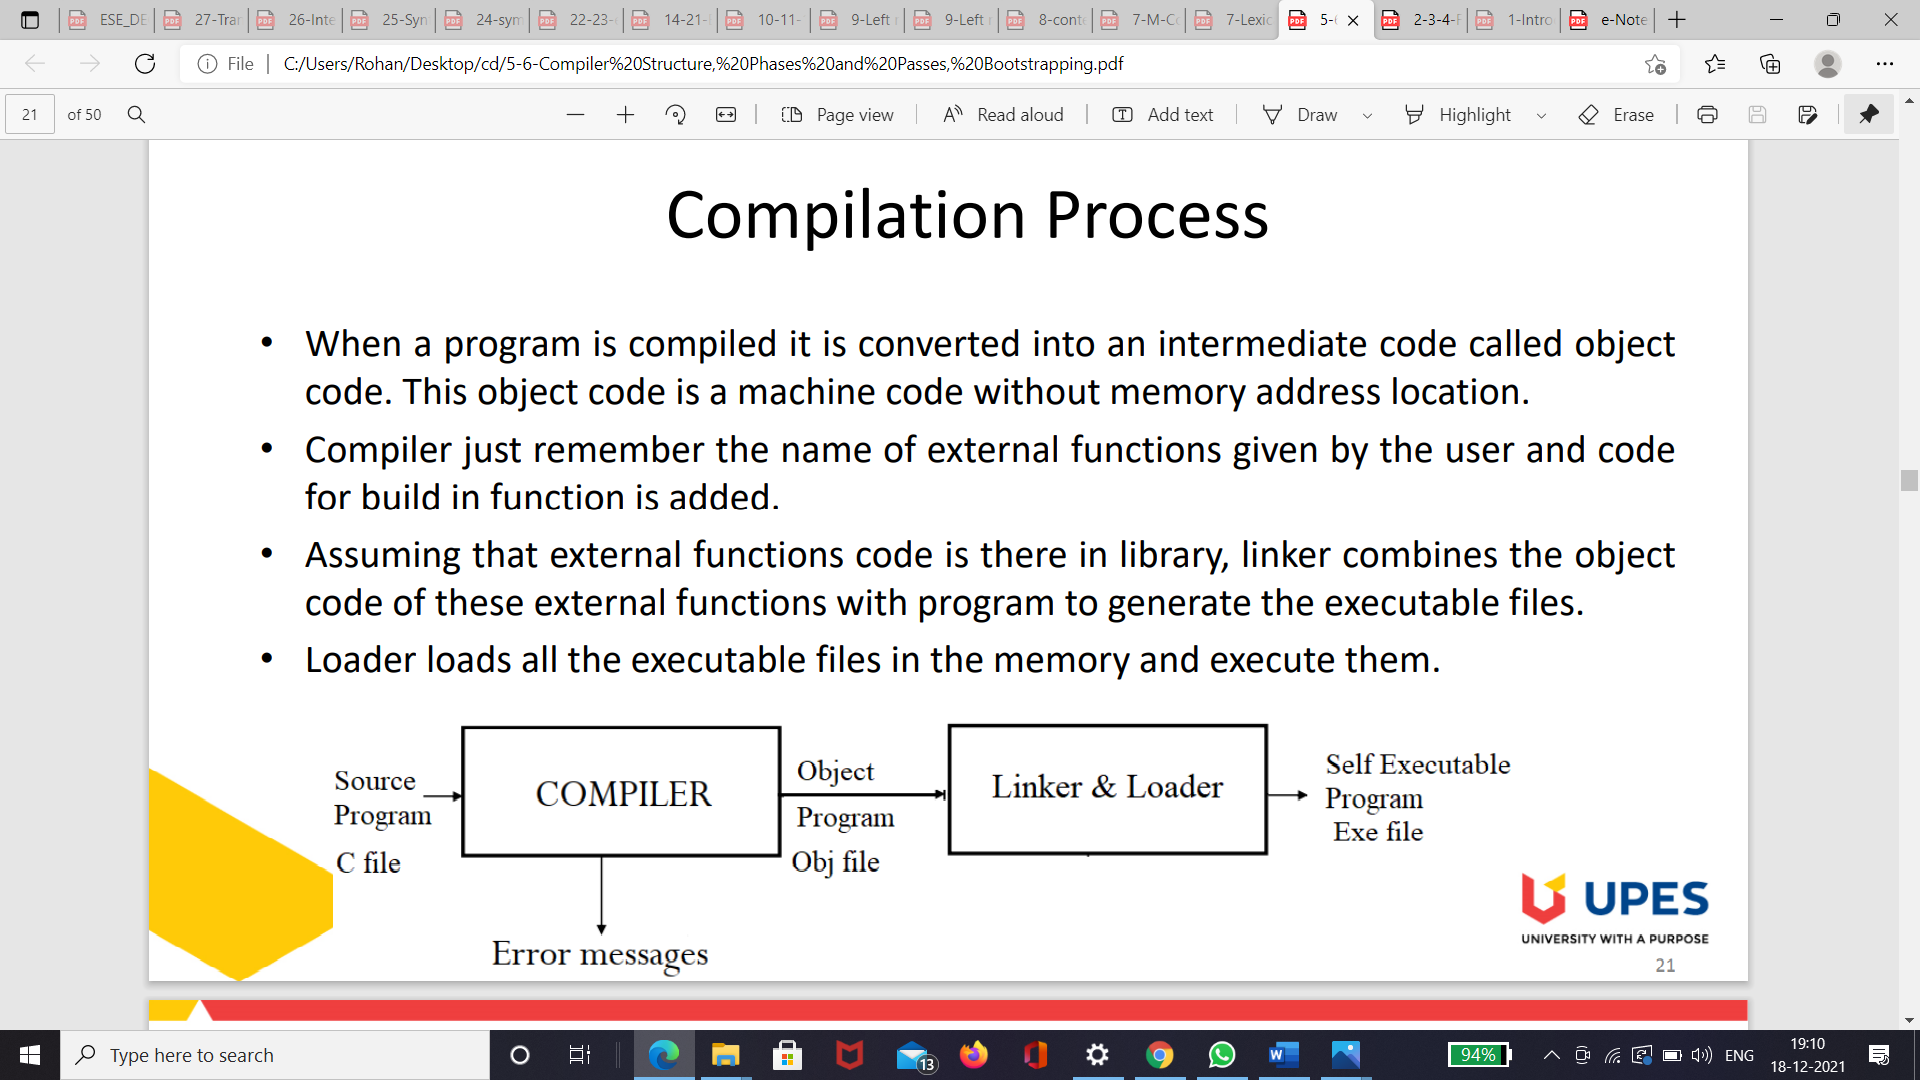 ESE_DE
27-Trar
26-Inte
25-Syn
24-sym
22-23-
14-21-
10-11-
9-Left
9-Left
8-cont
7-M-C
7-Lexic
5-
2-3-4-F
1-Intro
e-Note
File
C:/Users/Rohan/Desktop/cd/5-6-Compiler%20Structure,%20Phases%20and%20Passes,%20Bootstrapping.pdf
21 of 50
Page view
Read aloud
Add text
Draw
Highlight
Erase
Compilation Process
• When a program is compiled it is converted into an intermediate code called object
code. This object code is a machine code without memory address location.
• Compiler just remember the name of external functions given by the user and code
for build in function is added.
• Assuming that external functions code is there in library, linker combines the object
code of these external functions with program to generate the executable files.
• Loader loads all the executable files in the memory and execute them.
Source
Program
C file
COMPILER
Error messages
Object
Program
Obj file
Linker & Loader
Self Executable
Program
Exe file
UPES
UNIVERSITY WITH A PURPOSE
21
Type here to search
13
94%
ENG
19:10
18-12-2021